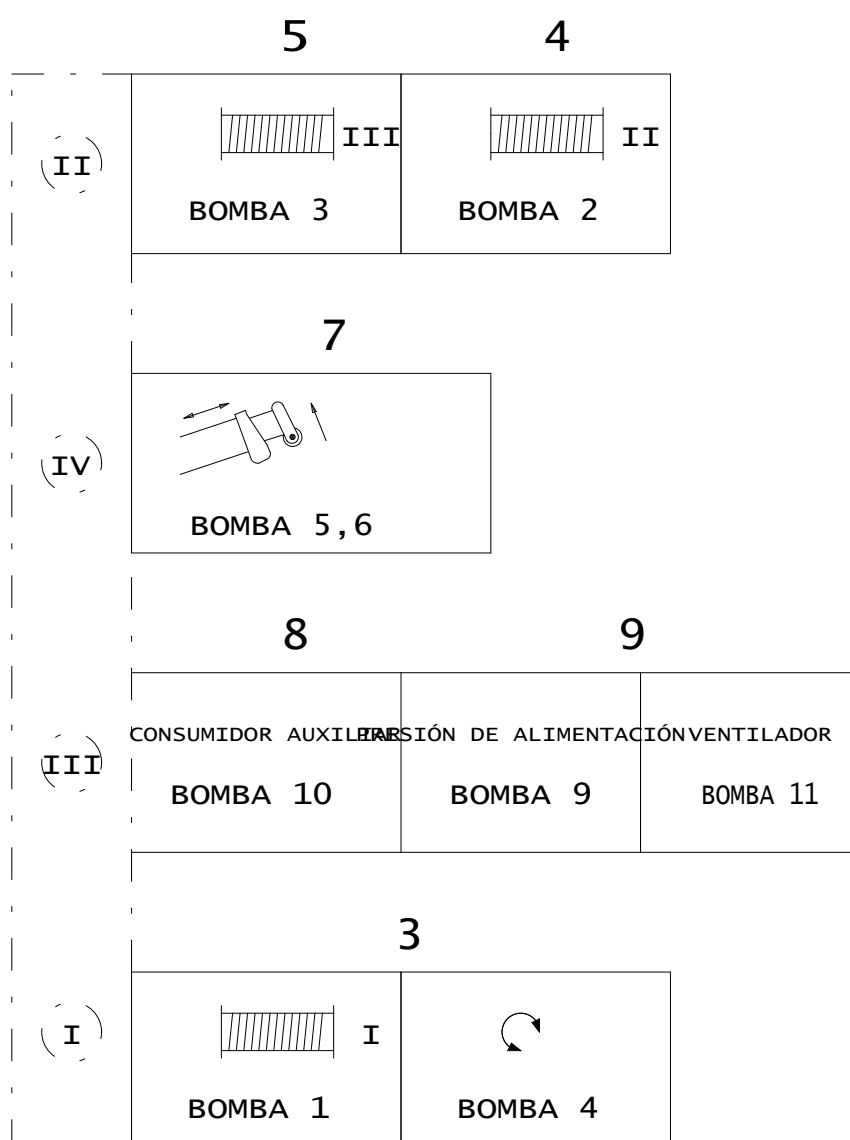 5 4
II III II
BOMBA 3 BOMBA 2
7
IV
BOMBA 5,6
8 9
CONSUMIDOR AUXILIAR PRESIÓN DE ALIMENTACIÓN VENTILADOR
III
BOMBA 10 BOMBA 9 BOMBA 11
3
I I
BOMBA 1 BOMBA 4